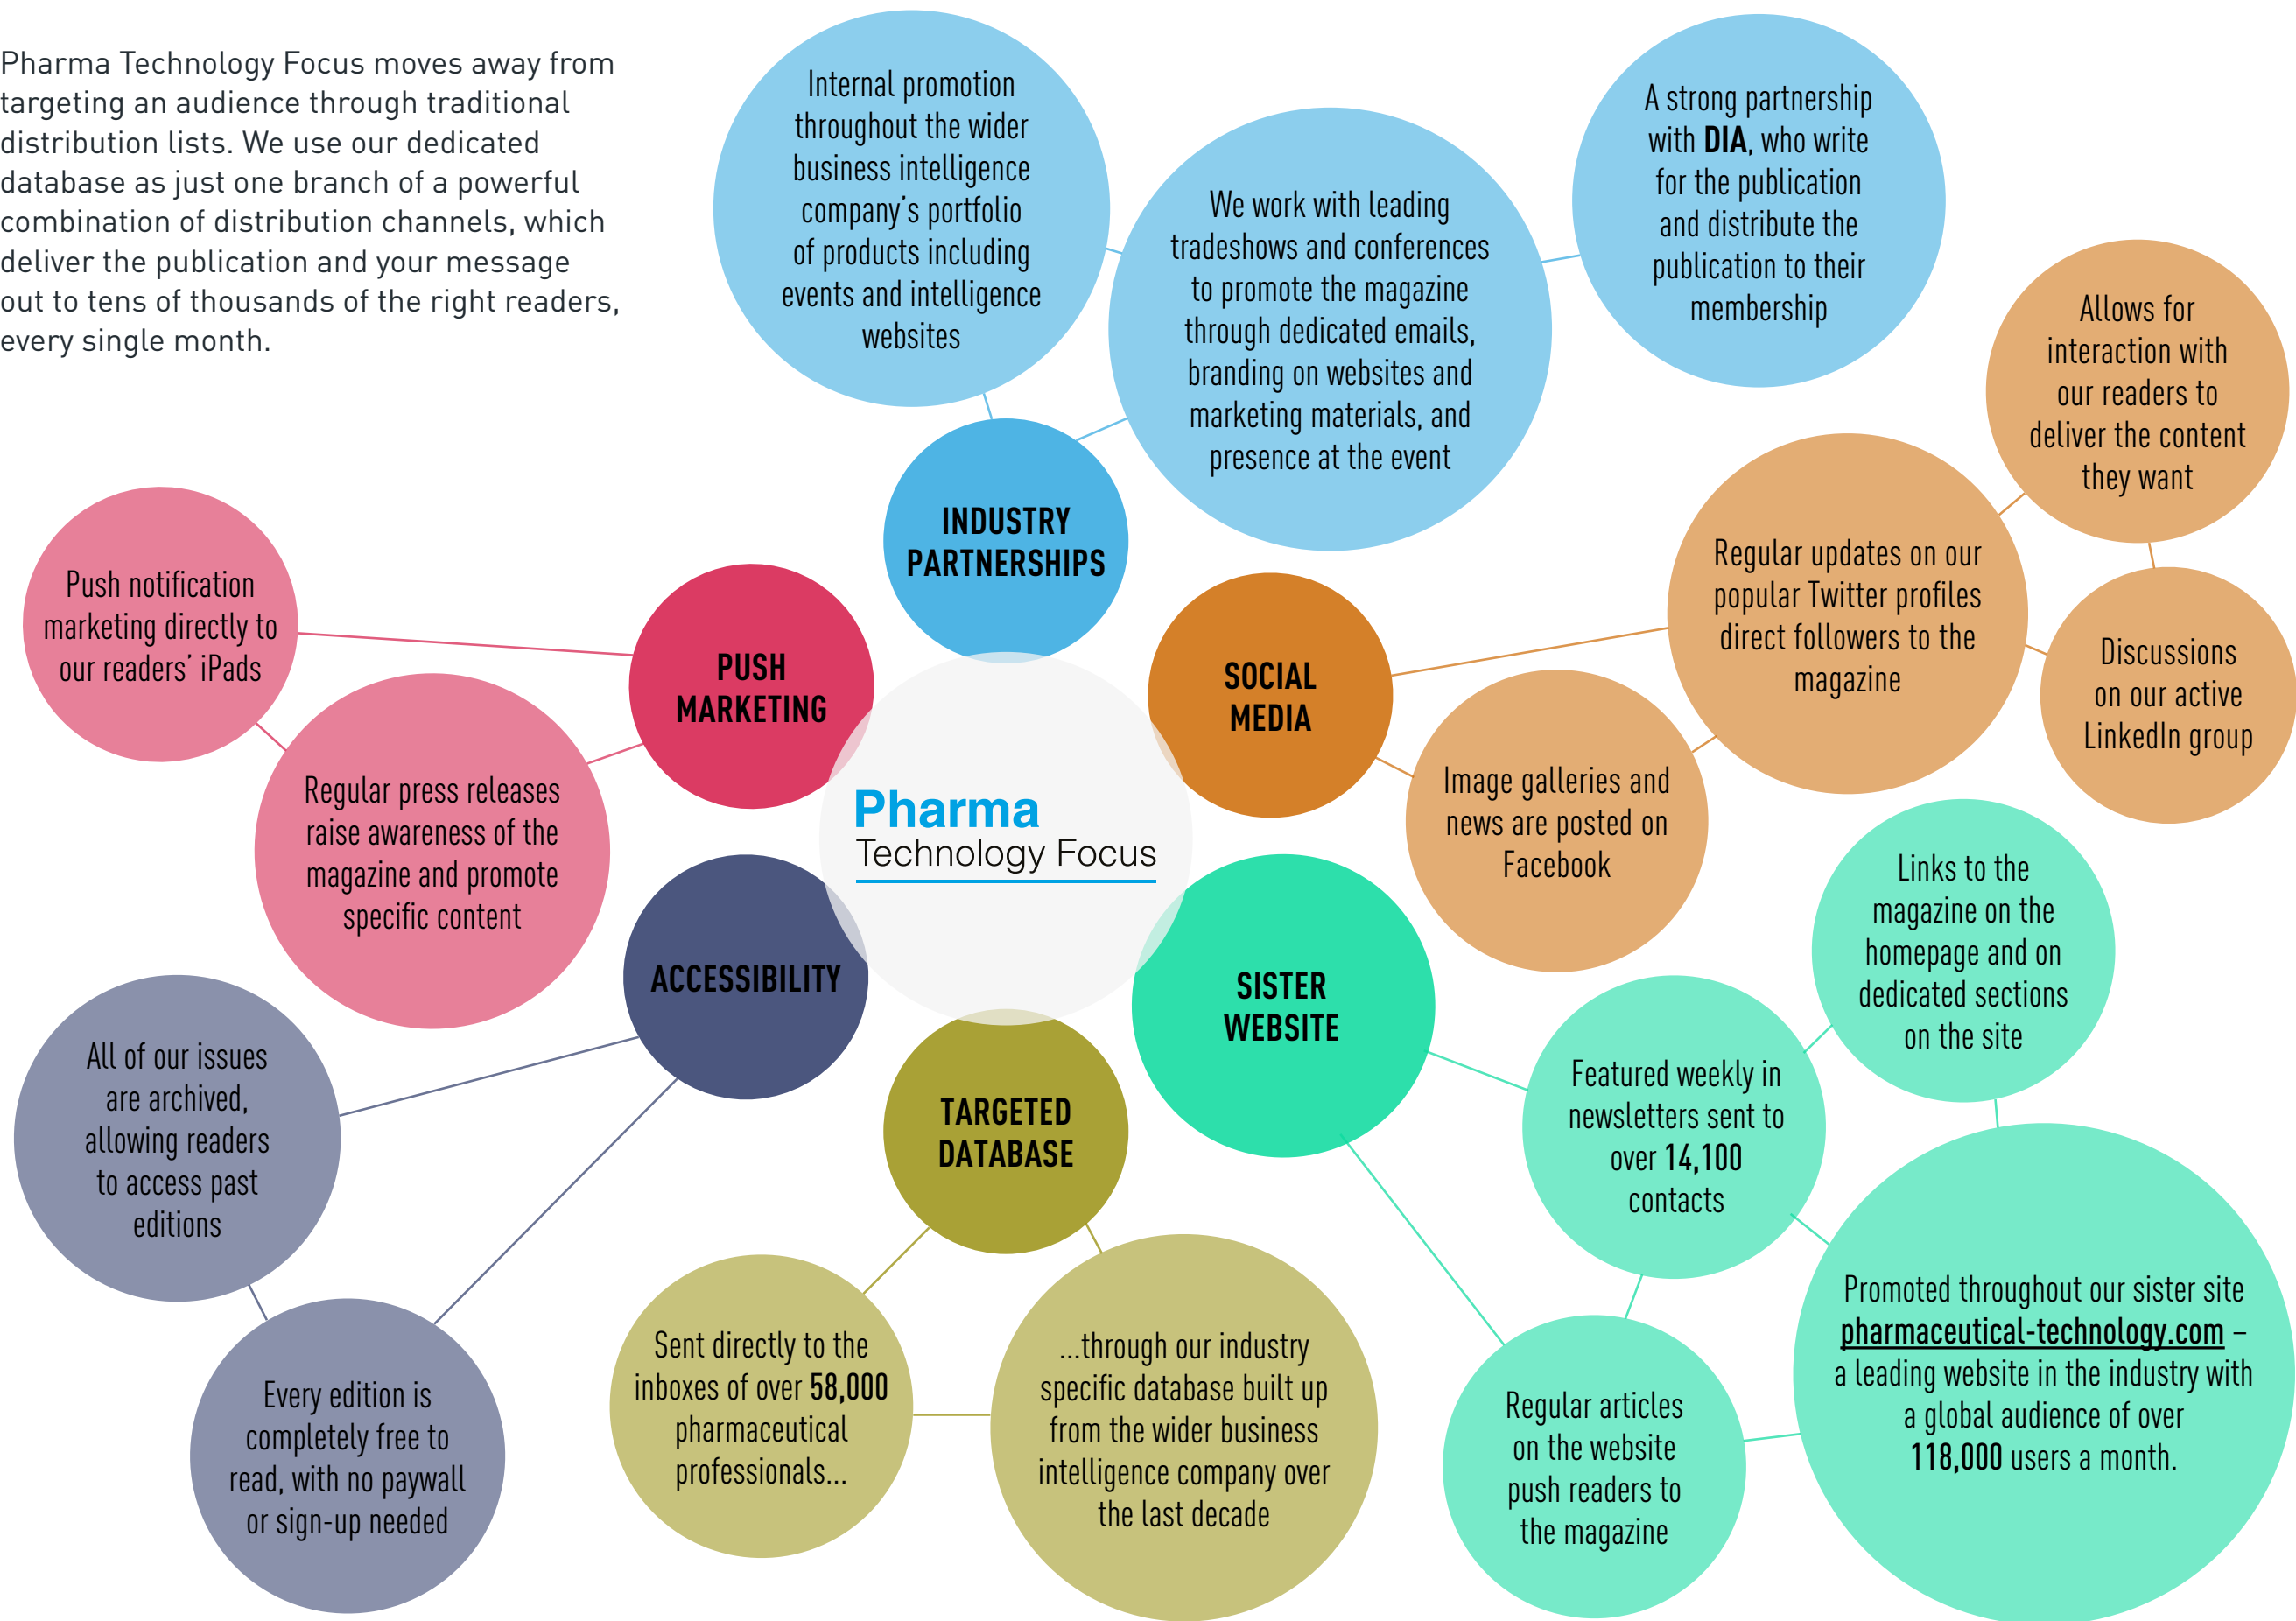 Pharma Technology Focus moves away from
targeting an audience through traditional
distribution lists. We use our dedicated
database as just one branch of a powerful
combination of distribution channels, which
deliver the publication and your message
out to tens of thousands of the right readers,
every single month.
Internal promotion
throughout the wider
business intelligence
company's portfolio
of products including
events and intelligence
websites
We work with leading
tradeshows and conferences
to promote the magazine
through dedicated emails,
branding on websites and
marketing materials, and
presence at the event
A strong partnership
with DIA, who write
for the publication
and distribute the
publication to their
membership
INDUSTRY
PARTNERSHIPS
Allows for
interaction with
our readers to
deliver the content
they want
Regular updates on our
popular Twitter profiles
direct followers to the
magazine
Discussions
on our active
LinkedIn group
Image galleries and
news are posted on
Facebook
SOCIAL
MEDIA
Push notification
marketing directly to
our readers' iPads
PUSH
MARKETING
Regular press releases
raise awareness of the
magazine and promote
specific content
Pharma
Technology Focus
ACCESSIBILITY
All of our issues
are archived,
allowing readers
to access past
editions
Every edition is
completely free to
read, with no paywall
or sign-up needed
TARGETED
DATABASE
Sent directly to the
inboxes of over 58,000
pharmaceutical
professionals...
...through our industry
specific database built up
from the wider business
intelligence company over
the last decade
SISTER
WEBSITE
Links to the
magazine on the
homepage and on
dedicated sections
on the site
Featured weekly in
newsletters sent to
over 14,100
contacts
Regular articles
on the website
push readers to
the magazine
Promoted throughout our sister site
pharmaceutical-technology.com –
a leading website in the industry with
a global audience of over
118,000 users a month.